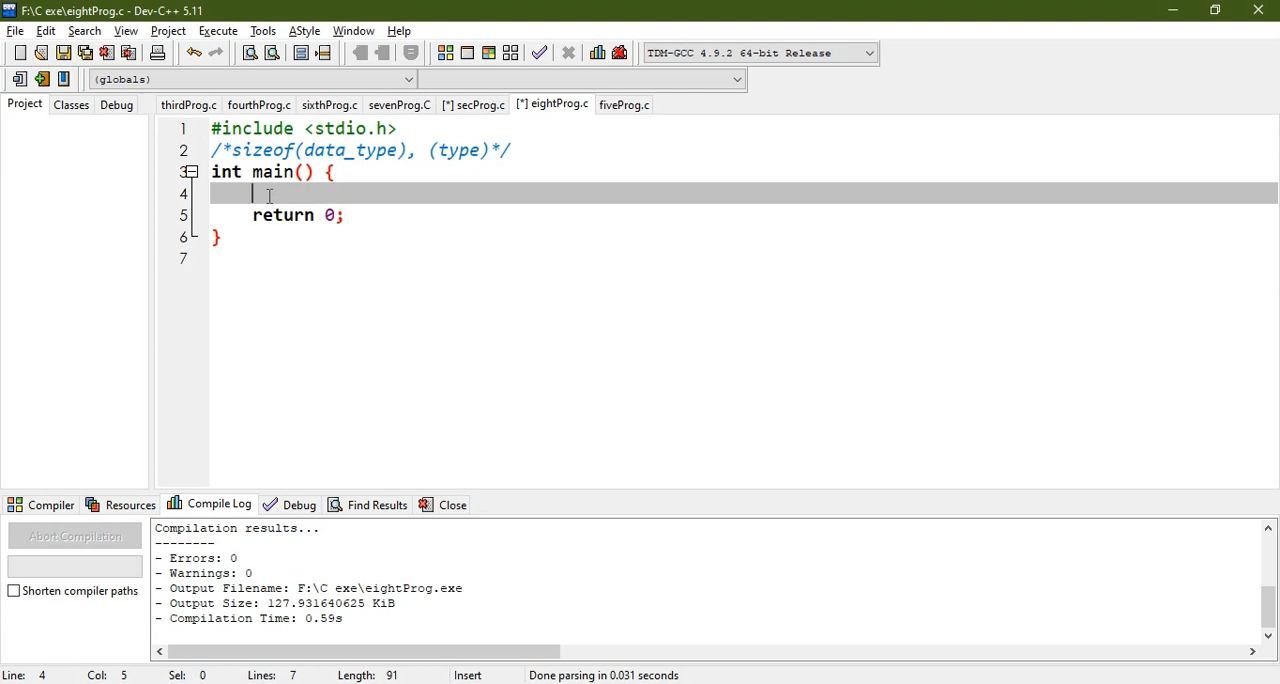 F:\C exe\eightProg.c - Dev-C++ 5.11
File Edit Search View Project Execute Tools AStyle Window Help
TDM-GCC 4.9.2 64-bit Release
(globals)
Project Classes Debug
thirdProg.c fourthProg.c sixthProg.c sevenProg.C [*] secProg.c [*] eightProg.c fiveProg.c
1 #include <stdio.h>
2 /*sizeof(data_type), (type)*/
3 int main() {
4
5 return 0;
6 }
7
Compiler Resources Compile Log Debug Find Results Close
Abort Compilation
Shorten compiler paths
Compilation results...
--------
- Errors: 0
- Warnings: 0
- Output Filename: F:\C exe\eightProg.exe
- Output Size: 127.931640625 KiB
- Compilation Time: 0.59s
Line: 4 Col: 5 Sel: 0 Lines: 7 Length: 91 Insert Done parsing in 0.031 seconds